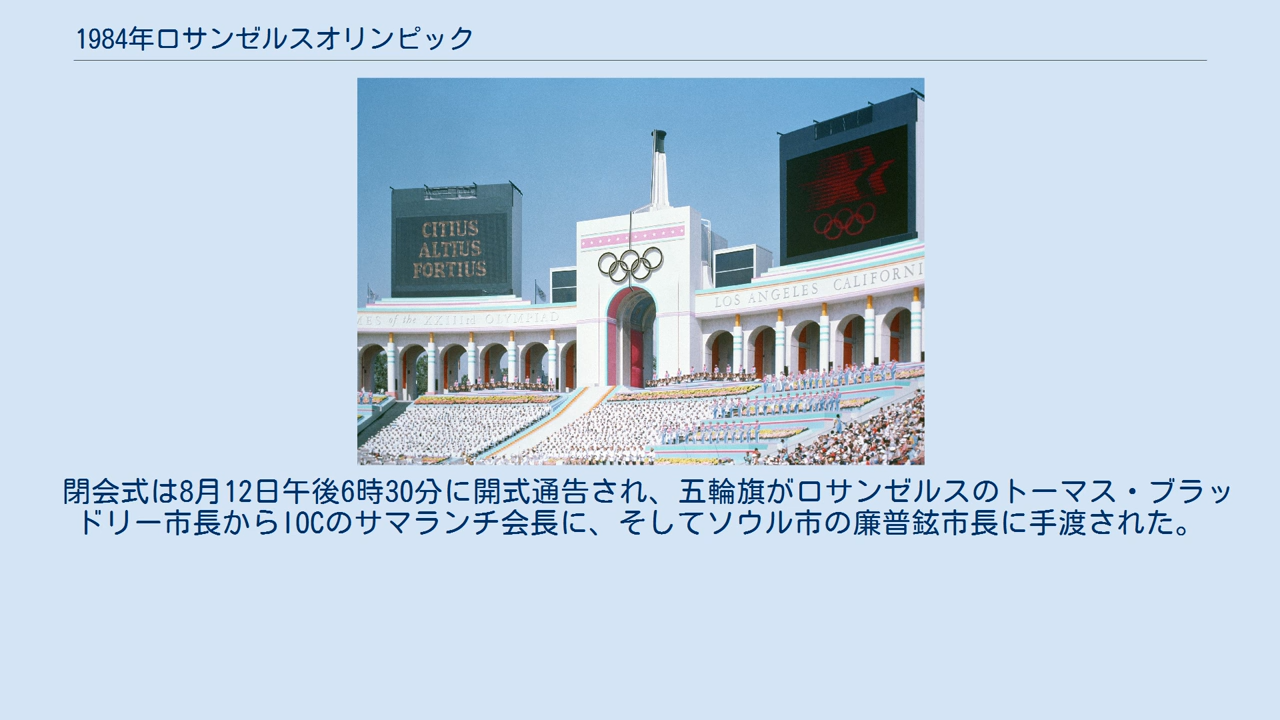 1984年ロサンゼルスオリンピック
CITIUS
ALTIUS
FORTIUS
of the XXIIIrd OLYMPIAD
LOS ANGELES CALIFORNI
閉会式は8月12日午後6時30分に開式通告され、五輪旗がロサンゼルスのトーマス・ブラッ
ドリー市長からIOCのサマランチ会長に、そしてソウル市の廉普鉉市長に手渡された。